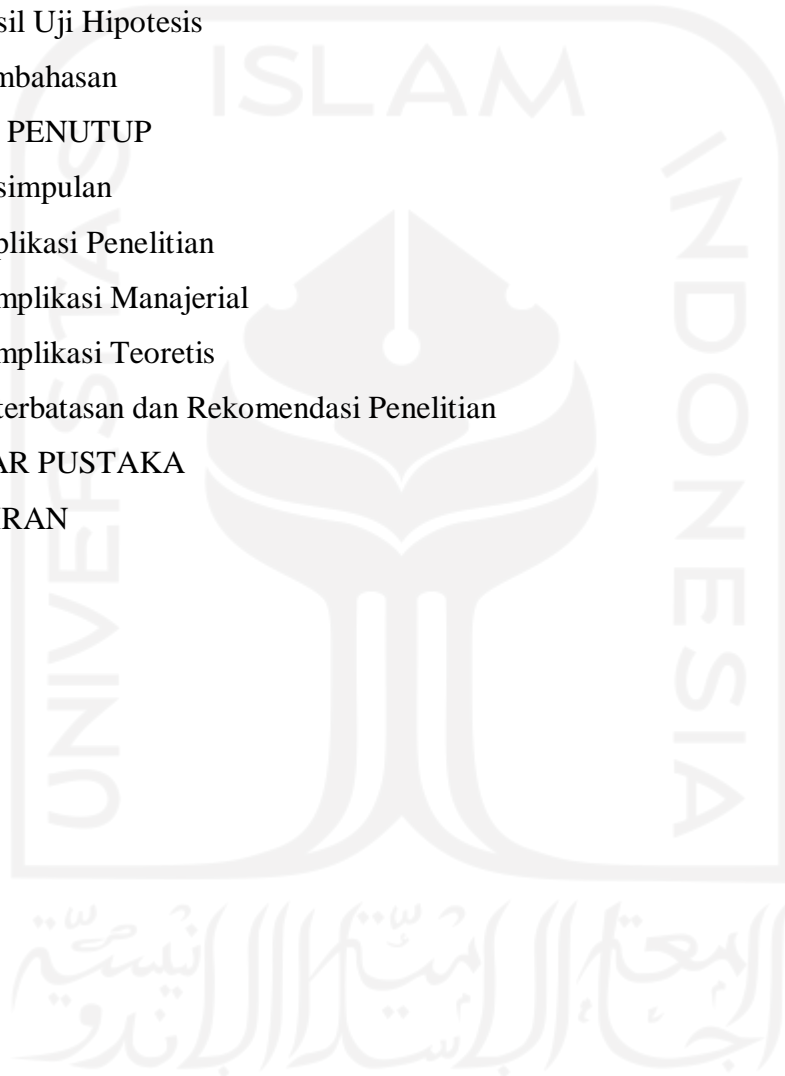 sil Uji Hipotesis
mbahasan
PENUTUP
simpulan
plikasi Penelitian
mplikasi Manajerial
mplikasi Teoretis
terbatasan dan Rekomendasi Penelitian
AR PUSTAKA
IRAN
ISLAM
UNIVERSITAS
INDONESIA